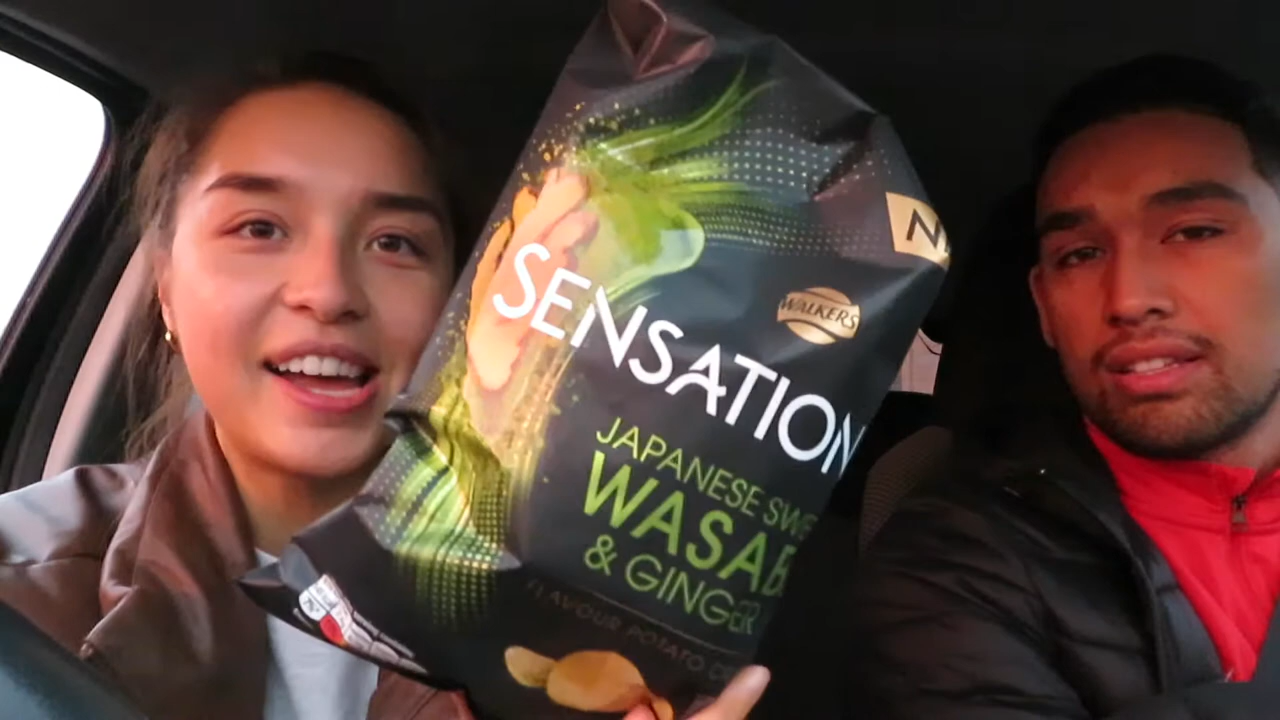 N
WALKERS
SENSATION
JAPANESE SWE
WASAB
& GINGER
FLAVOUR POTATO C